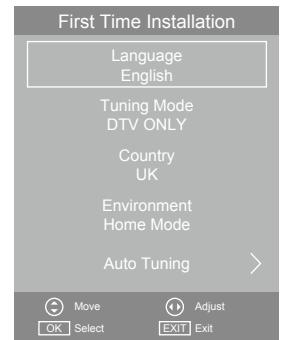 First Time Installation
Language
English
Tuning Mode
DTV ONLY
Country
UK
Environment
Home Mode
Auto Tuning
Move Adjust
OK Select EXIT Exit